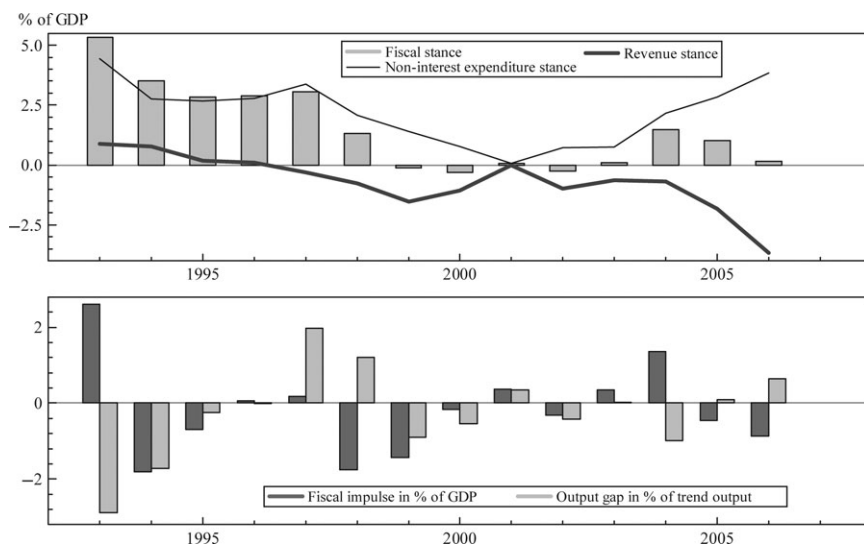 % of GDP
5.0
Fiscal stance
Revenue stance
Non-interest expenditure stance
2.5
0.0
−2.5
1995
2000
2005
2
0
−2
Fiscal impulse in % of GDP
Output gap in % of trend output
1995
2000
2005